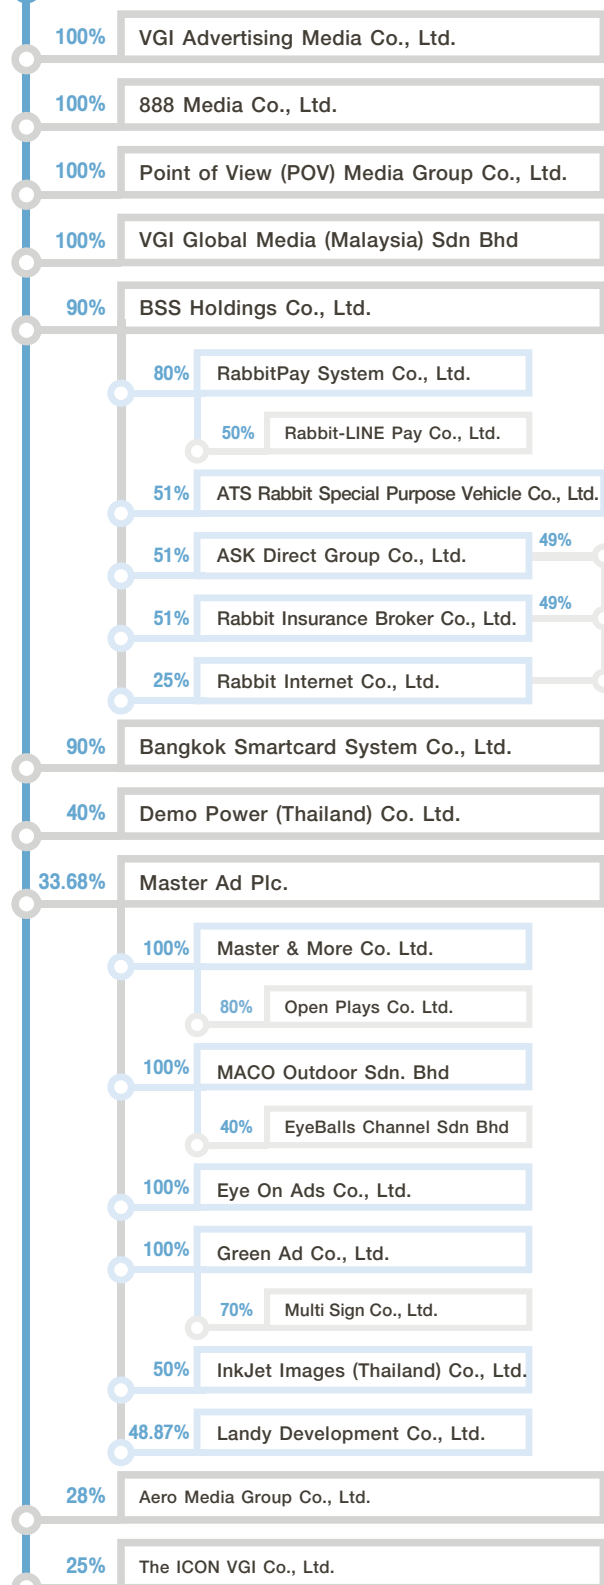 100% VGI Advertising Media Co., Ltd.
100% 888 Media Co., Ltd.
100% Point of View (POV) Media Group Co., Ltd.
100% VGI Global Media (Malaysia) Sdn Bhd
90% BSS Holdings Co., Ltd.
80% RabbitPay System Co., Ltd.
50% Rabbit-LINE Pay Co., Ltd.
51% ATS Rabbit Special Purpose Vehicle Co., Ltd.
51% ASK Direct Group Co., Ltd. 49%
51% Rabbit Insurance Broker Co., Ltd. 49%
25% Rabbit Internet Co., Ltd.
90% Bangkok Smartcard System Co., Ltd.
40% Demo Power (Thailand) Co. Ltd.
33.68% Master Ad Plc.
100% Master & More Co. Ltd.
80% Open Plays Co. Ltd.
100% MACO Outdoor Sdn. Bhd
40% EyeBalls Channel Sdn Bhd
100% Eye On Ads Co., Ltd.
100% Green Ad Co., Ltd.
70% Multi Sign Co., Ltd.
50% InkJet Images (Thailand) Co., Ltd.
48.87% Landy Development Co., Ltd.
28% Aero Media Group Co., Ltd.
25% The ICON VGI Co., Ltd.